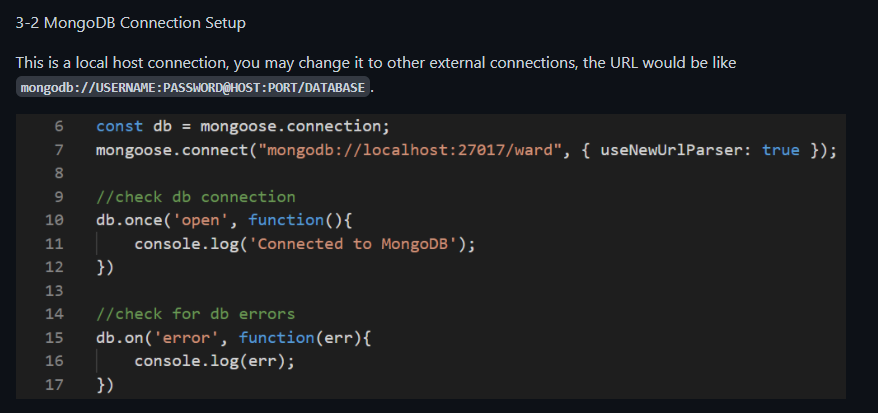 3-2 MongoDB Connection Setup
This is a local host connection, you may change it to other external connections, the URL would be like
mongodb://USERNAME:PASSWORD@HOST:PORT/DATABASE.
6 const db = mongoose.connection;
7 mongoose.connect("mongodb://localhost:27017/ward", { useNewUrlParser: true });
8
9 //check db connection
10 db.once('open', function(){
11 console.log('Connected to MongoDB');
12 })
13
14 //check for db errors
15 db.on('error', function(err){
16 console.log(err);
17 })